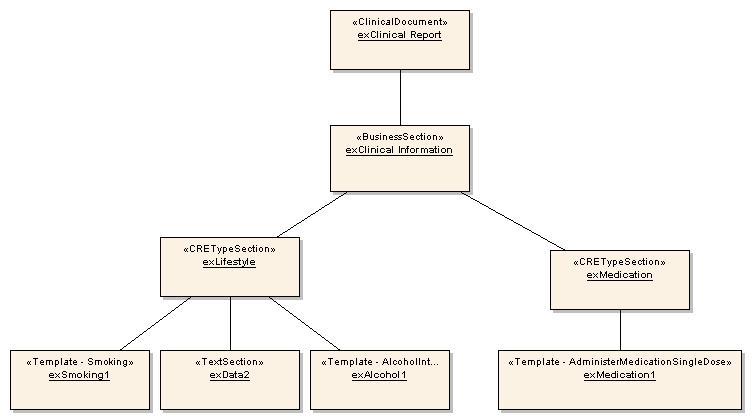 «ClinicalDocument»
exClinical Report
«BusinessSection»
exClinical Information
«CRETypeSection»
exLifestyle
«CRETypeSection»
exMedication
«Template - Smoking»
exSmoking1
«TextSection»
exData2
«Template - AlcoholInt...
exAlcohol1
«Template - AdministerMedicationSingleDose»
exMedication1